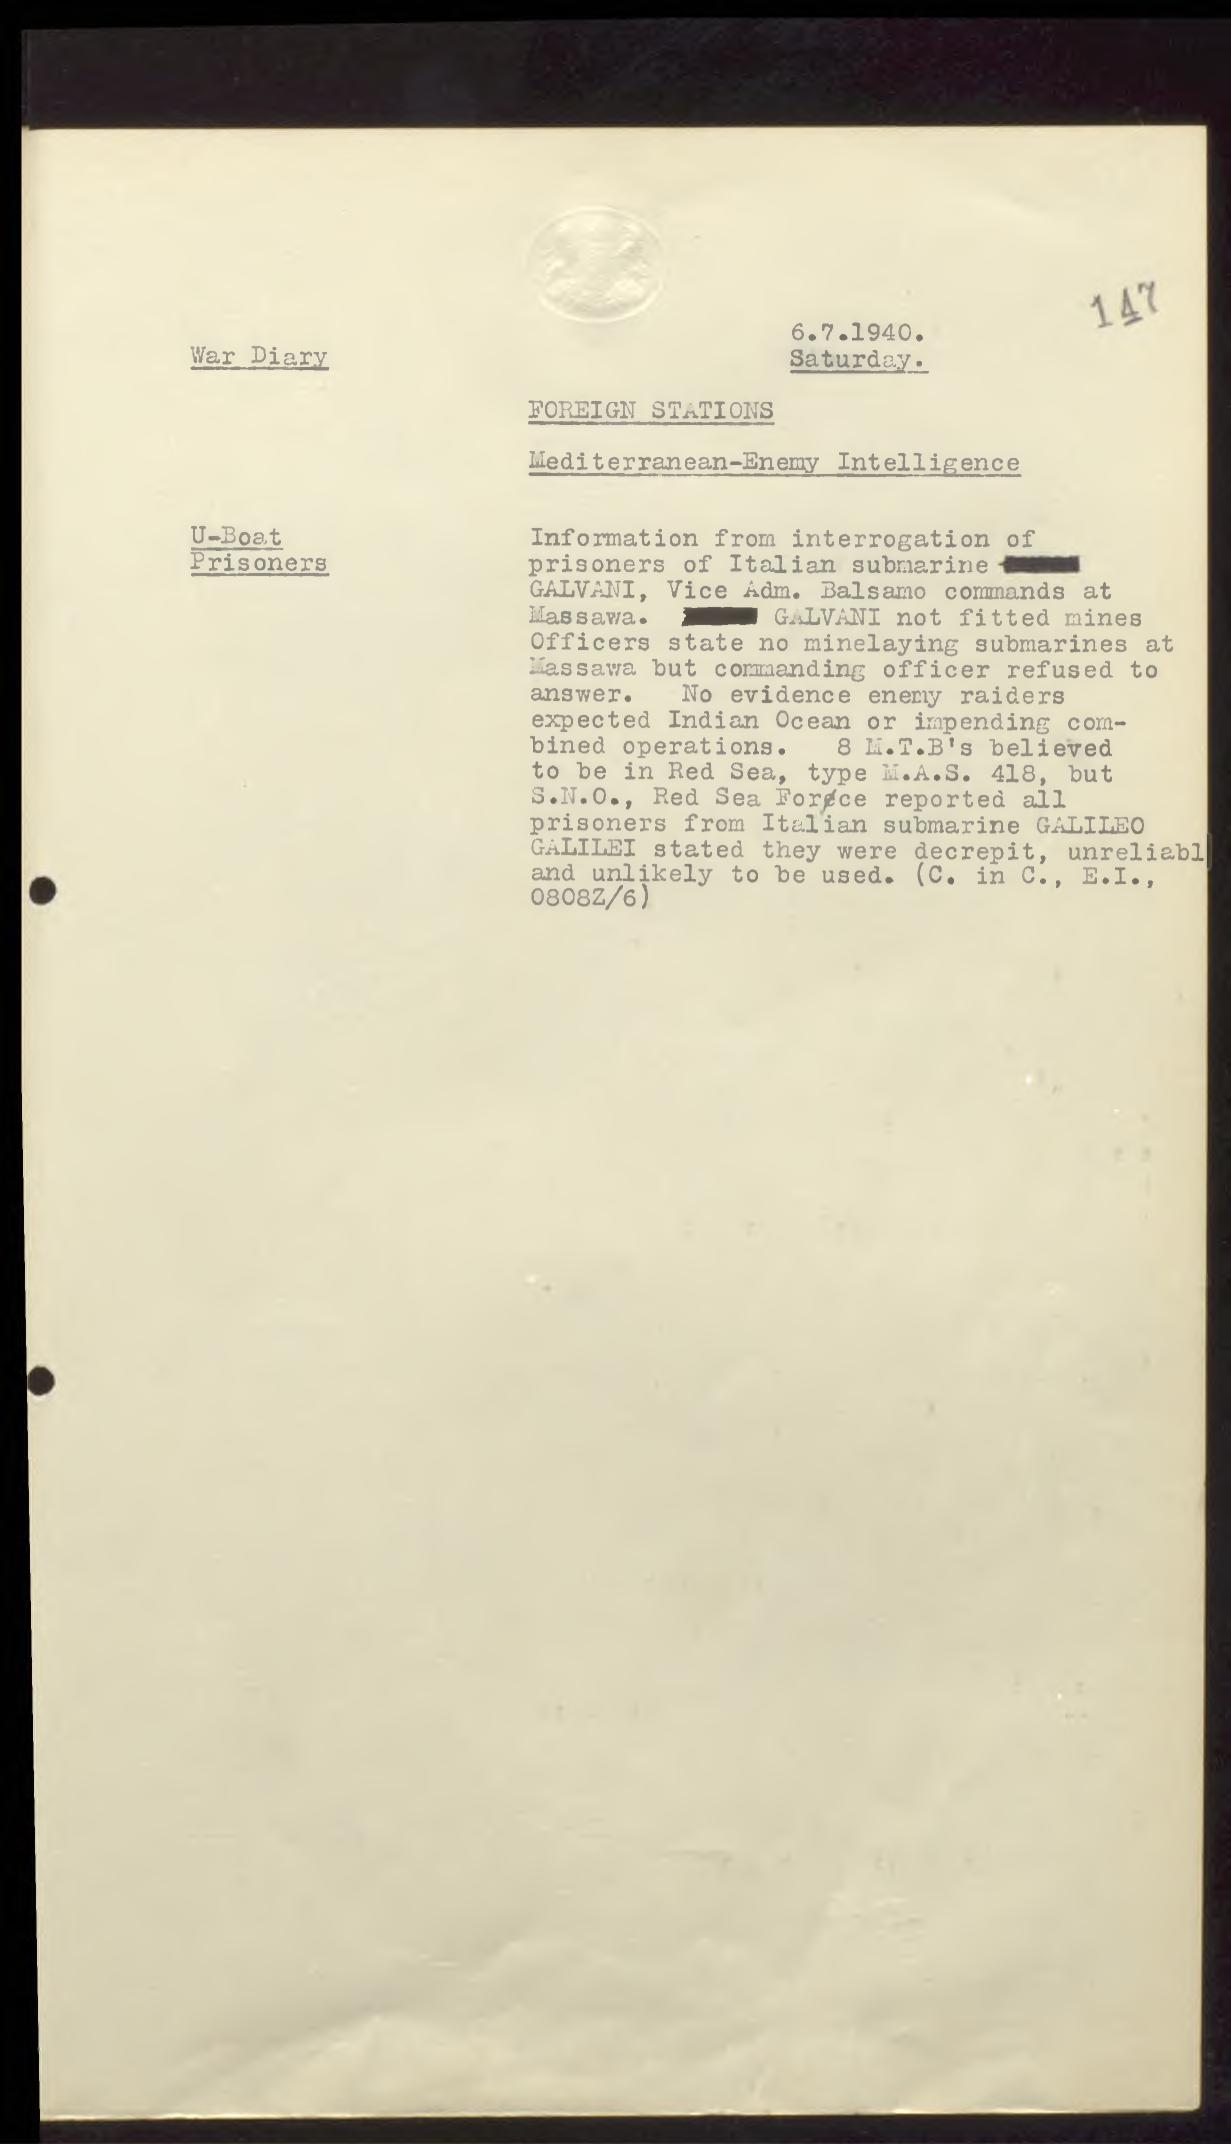 147
6.7.1940.
War Diary
Saturday.
FOREIGN STATIONS
Mediterranean-Enemy Intelligence
U-Boat
Prisoners
Information from interrogation of
prisoners of Italian submarine
GALVANI, Vice Adm. Balsamo commands at
Massawa. GALVANI not fitted mines
Officers state no minelaying submarines at
Massawa but commanding officer refused to
answer. No evidence enemy raiders
expected Indian Ocean or impending com-
bined operations. 8 M.T.B's believed
to be in Red Sea, type M.A.S. 418, but
S.N.O., Red Sea Force reported all
prisoners from Italian submarine GALILEO
GALILEI stated they were decrepit, unreliabl
and unlikely to be used. (C. in C., E.I.,
0808Z/6)